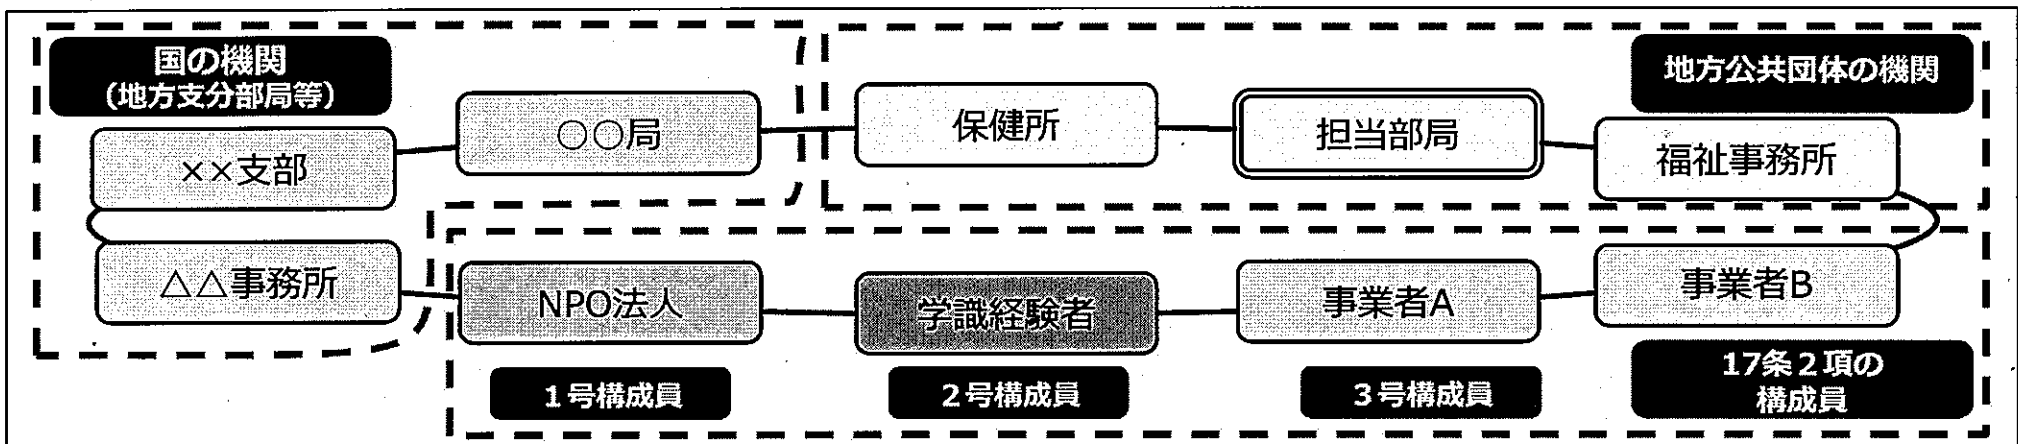 国の機関
（地方支分部局等）
○○局
××支部
△△事務所
地方公共団体の機関
保健所
担当部局
福祉事務所
NPO法人
学識経験者
事業者A
事業者B
1号構成員
2号構成員
3号構成員
17条2項の
構成員